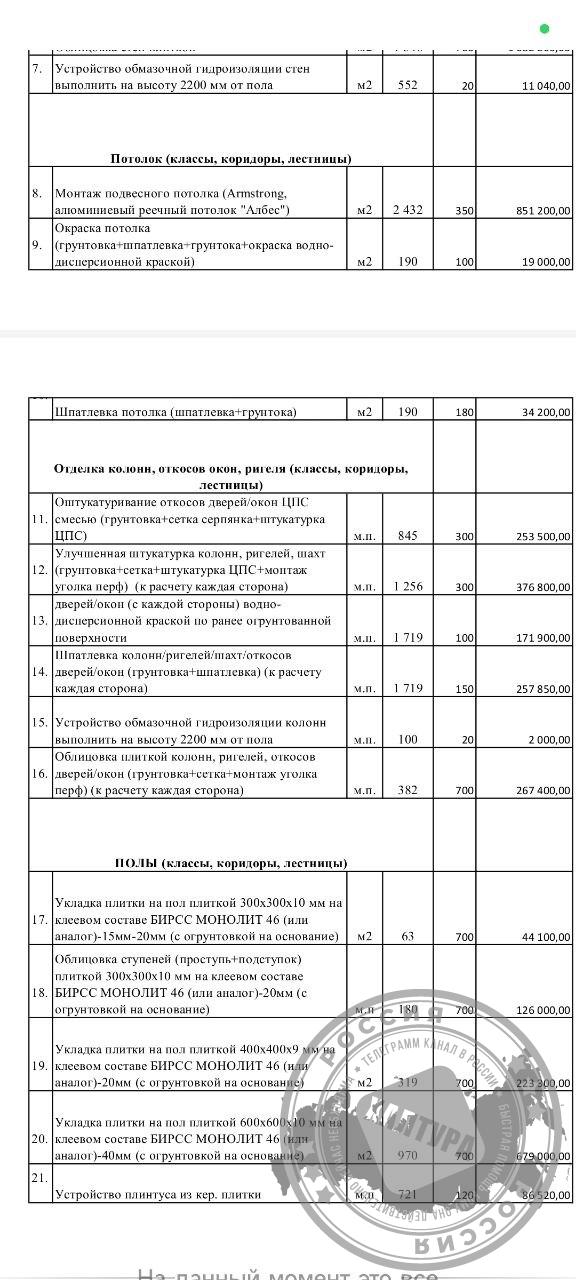 7. Устройство обмазочной гидроизоляции стен
выполнить на высоту 2200 мм от пола м2 552 20 11 040,00
Потолок (классы, коридоры, лестницы)
8. Монтаж подвесного потолка (Armstrong,
алюминиевый реечный потолок "Албес") м2 2 432 350 851 200,00
Окраска потолка
9. (грунтовка+шпатлевка+грунтока+окраска водно-
дисперсионной краской) м2 190 100 19 000,00
Шпатлевка потолка (шпатлевка+грунтока) м2 190 180 34 200,00
Отделка колонн, откосов окон, ригеля (классы, коридоры,
лестницы)
Оштукатуривание откосов дверей/окон ЦПС
11. смесью (грунтовка+сетка серпянка+штукатурка
ЦПС) м.п. 845 300 253 500,00
Улучшенная штукатурка колонн, ригелей, шахт
12. (грунтовка+сетка+штукатурка ЦПС+монтаж
уголка перф) (к расчету каждая сторона) м.п. 1 256 300 376 800,00
дверей/окон (с каждой стороны) водно-
13. дисперсионной краской по ранее огрунтованной
поверхности м.п. 1 719 100 171 900,00
Шпатлевка колонн/ригелей/шахт/откосов
14. дверей/окон (грунтовка+шпатлевка) (к расчету
каждая сторона) м.п. 1 719 150 257 850,00
15. Устройство обмазочной гидроизоляции колонн
выполнить на высоту 2200 мм от пола м.п. 100 20 2 000,00
Облицовка плиткой колонн, ригелей, откосов
16. дверей/окон (грунтовка+сетка+монтаж уголка
перф) (к расчету каждая сторона) м.п. 382 700 267 400,00
ПОЛЫ (классы, коридоры, лестницы)
Укладка плитки на пол плиткой 300х300х10 мм на
17. клеевом составе БИРСС МОНОЛИТ 46 (или
аналог)-15мм-20мм (с огрунтовкой на основание) м2 63 700 44 100,00
Облицовка ступеней (проступь+подступок)
плиткой 300х300х10 мм на клеевом составе
18. БИРСС МОНОЛИТ 46 (или аналог)-20мм (с
огрунтовкой на основание) м.п 180 700 126 000,00
Укладка плитки на пол плиткой 400х400х9 мм на
19. клеевом составе БИРСС МОНОЛИТ 46 (или
аналог)-20мм (с огрунтовкой на основание) м2 319 700 223 300,00
Укладка плитки на пол плиткой 600х600х10 мм на
20. клеевом составе БИРСС МОНОЛИТ 46 (или
аналог)-40мм (с огрунтовкой на основание) м2 970 700 679 000,00
21.
Устройство плинтуса из кер. плитки м.п 721 120 86 520,00
РОССИЯ
ТЕЛЕГРАММ КАНАЛ В РОССИИ
ХАЛТУРА
РОССИЯ
На данный момент это все